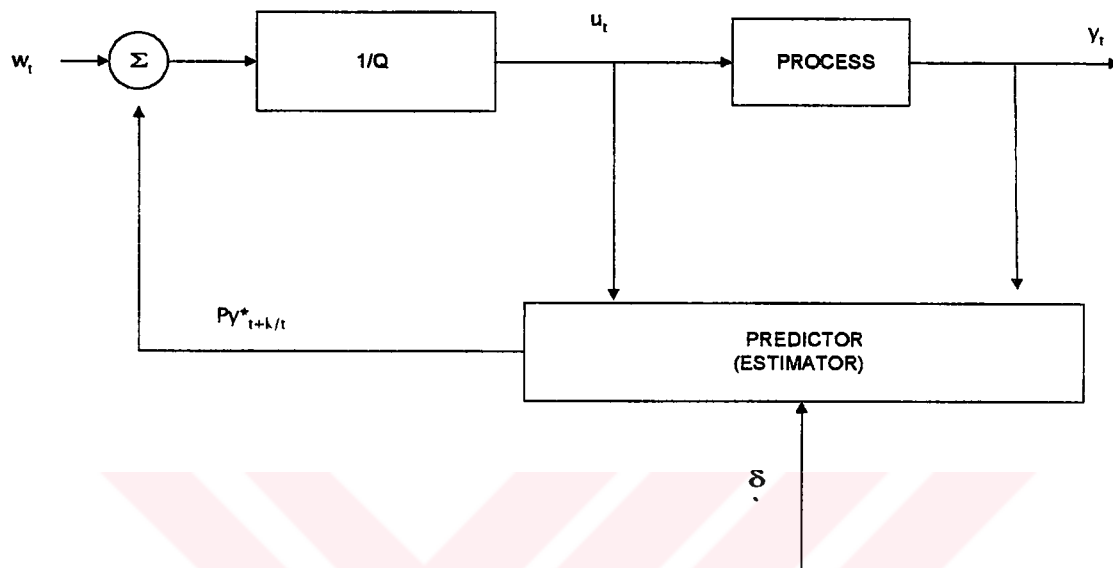 u_t
y_t
w_t
Σ
1/Q
PROCESS
Py*_{t+k/t}
PREDICTOR
(ESTIMATOR)
δ